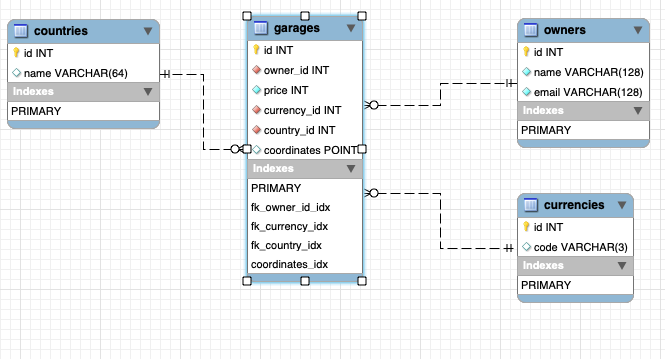 countries
id INT
name VARCHAR(64)
Indexes
PRIMARY
garages
id INT
owner_id INT
price INT
currency_id INT
country_id INT
coordinates POINT
Indexes
PRIMARY
fk_owner_id_idx
fk_currency_idx
fk_country_idx
coordinates_idx
owners
id INT
name VARCHAR(128)
email VARCHAR(128)
Indexes
PRIMARY
currencies
id INT
code VARCHAR(3)
Indexes
PRIMARY